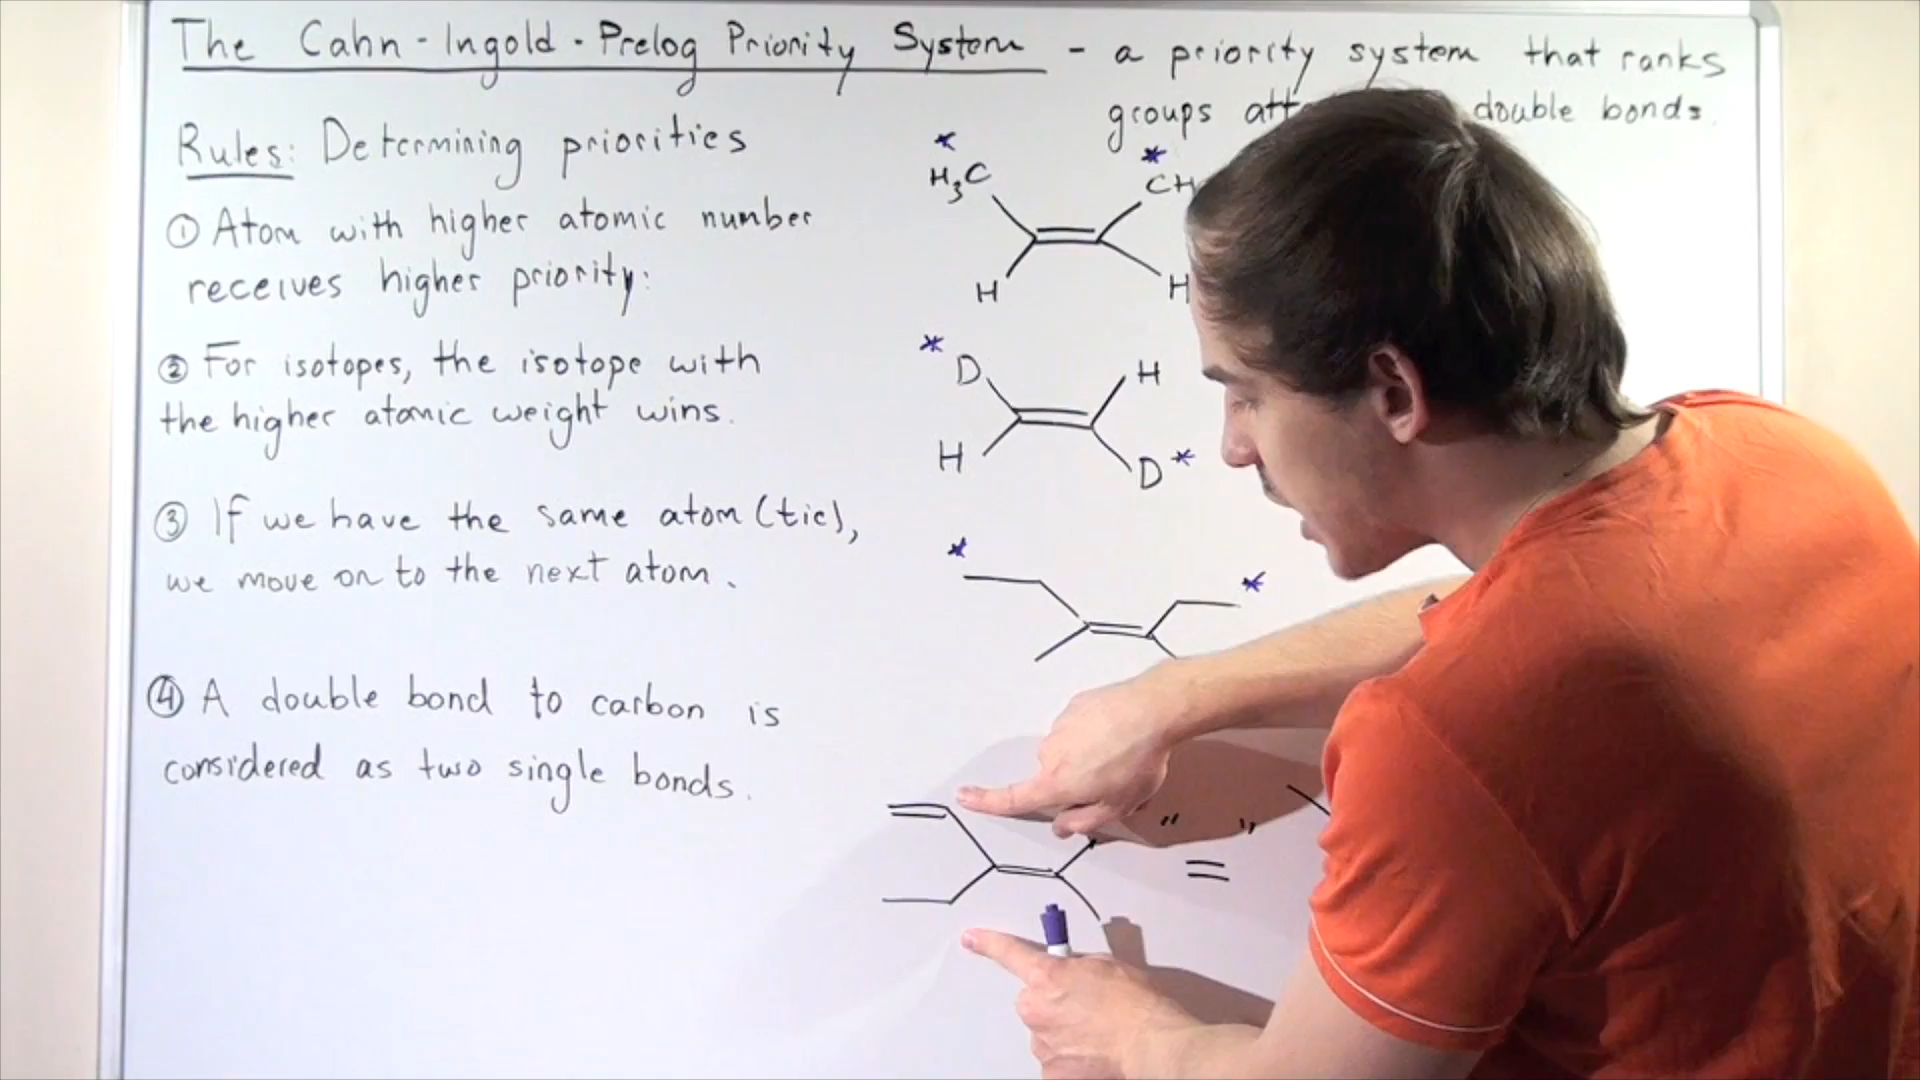 The Cahn-Ingold-Prelog Priority System - a priority system that ranks
groups double bonds.
Rules: Determining priorities
① Atom with higher atomic number
receives higher priority:
② For isotopes, the isotope with
the higher atomic weight wins.
③ If we have the same atom (tie),
we move on to the next atom.
④ A double bond to carbon is
considered as two single bonds.
* *
H₃C
H H
* D H
H D *
* *
" "
=